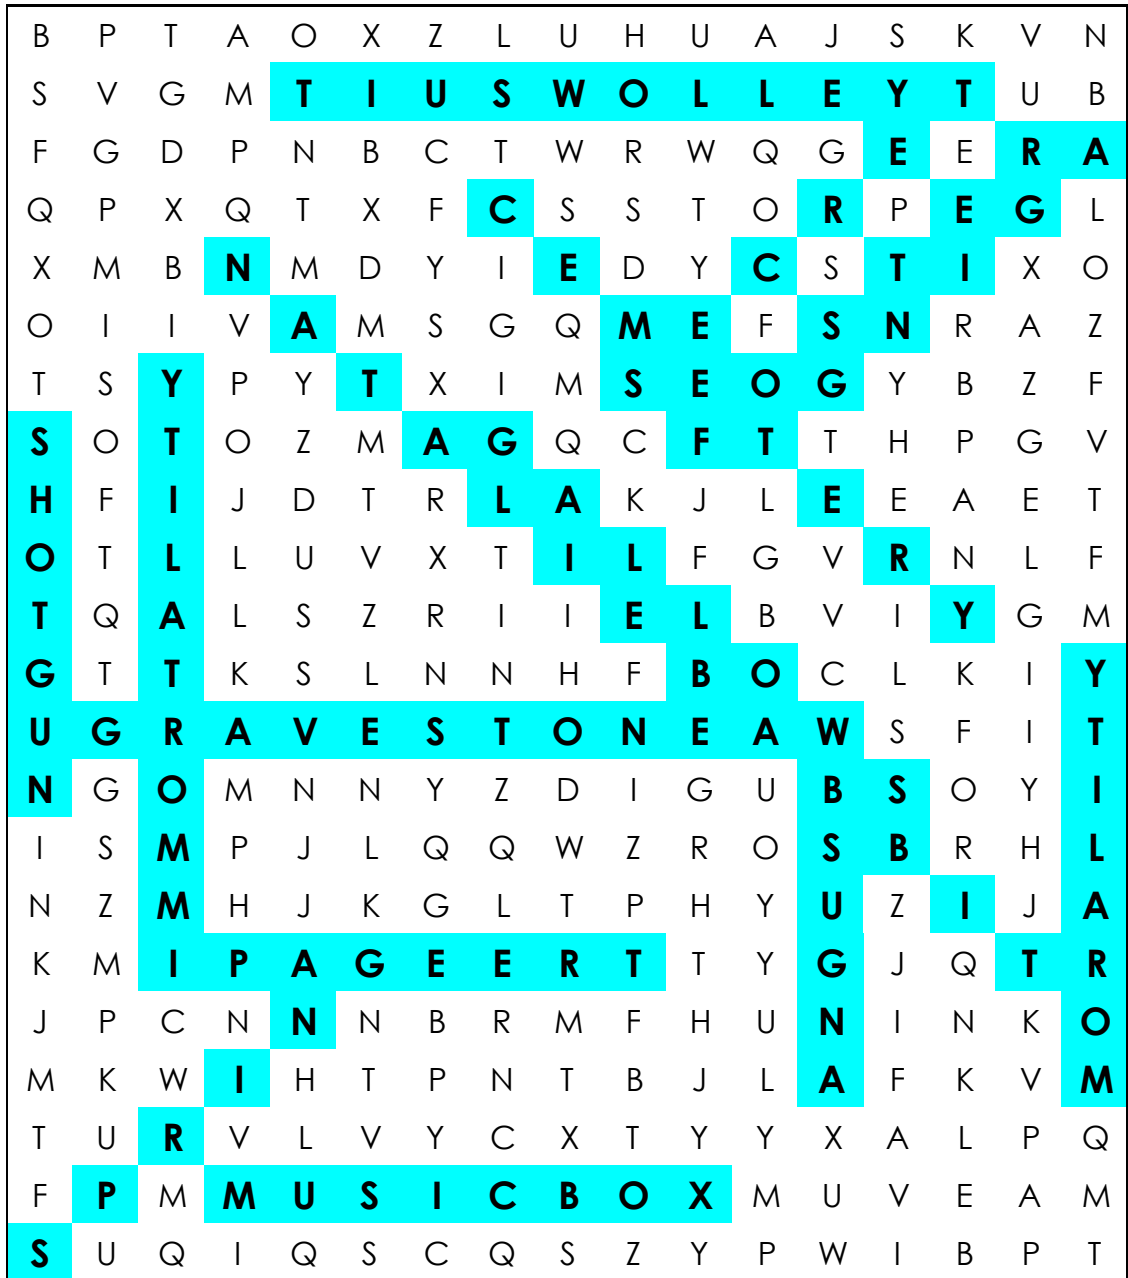 B P T A O X Z L U H U A J S K V N
S V G M T I U S W O L L E Y T U B
F G D P N B C T W R W Q G E E R A
Q P X Q T X F C S S T O R P E G L
X M B N M D Y I E D Y C S T I X O
O I I V A M S G Q M E F S N R A Z
T S Y P Y T X I M S E O G Y B Z F
S O T O Z M A G Q C F T T H P G V
H F I J D T R L A K J L E E A E T
O T L L U V X T I L F G V R N L F
T Q A L S Z R I I E L B V I Y G M
G T T K S L N N H F B O C L K I Y
U G R A V E S T O N E A W S F I T
N G O M N N Y Z D I G U B S O Y I
I S M P J L Q Q W Z R O S B R H L
N Z M H J K G L T P H Y U Z I J A
K M I P A G E E R T T Y G J Q T R
J P C N N N B R M F H U N I N K O
M K W I H T P N T B J L A F K V M
T U R V L V Y C X T Y Y X A L P Q
F P M M U S I C B O X M U V E A M
S U Q I Q S C Q S Z Y P W I B P T